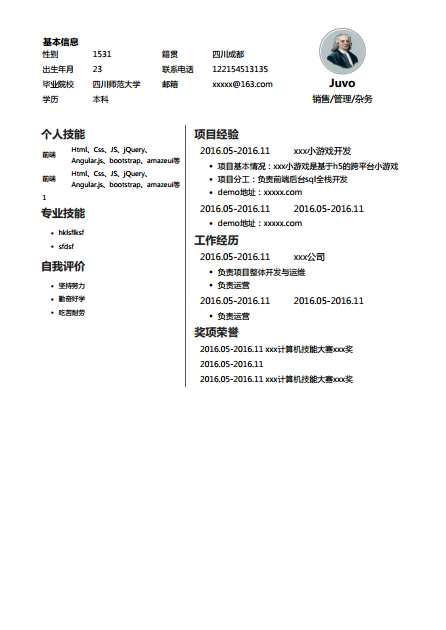 基本信息
性别 1531 籍贯 四川成都
出生年月 23 联系电话 122154513135
毕业院校 四川师范大学 邮箱 xxxxx@163.com
学历 本科
Juvo
销售/管理/杂务
个人技能
前端 Html、Css、JS、jQuery、
Angular.js、bootstrap、amazeui等
前端 Html、Css、JS、jQuery、
Angular.js、bootstrap、amazeui等
1
专业技能
hklsflksf
sfdsf
自我评价
坚持努力
勤奋好学
吃苦耐劳
项目经验
2016.05-2016.11 xxx小游戏开发
项目基本情况：xxx小游戏是基于h5的跨平台小游戏
项目分工：负责前端后台sql全栈开发
demo地址：xxxxx.com
2016.05-2016.11 2016.05-2016.11
demo地址：xxxxx.com
工作经历
2016.05-2016.11 xxx公司
负责项目整体开发与运维
负责运营
2016.05-2016.11 2016.05-2016.11
负责运营
奖项荣誉
2016.05-2016.11 xxx计算机技能大赛xxx奖
2016.05-2016.11
2016.05-2016.11 xxx计算机技能大赛xxx奖